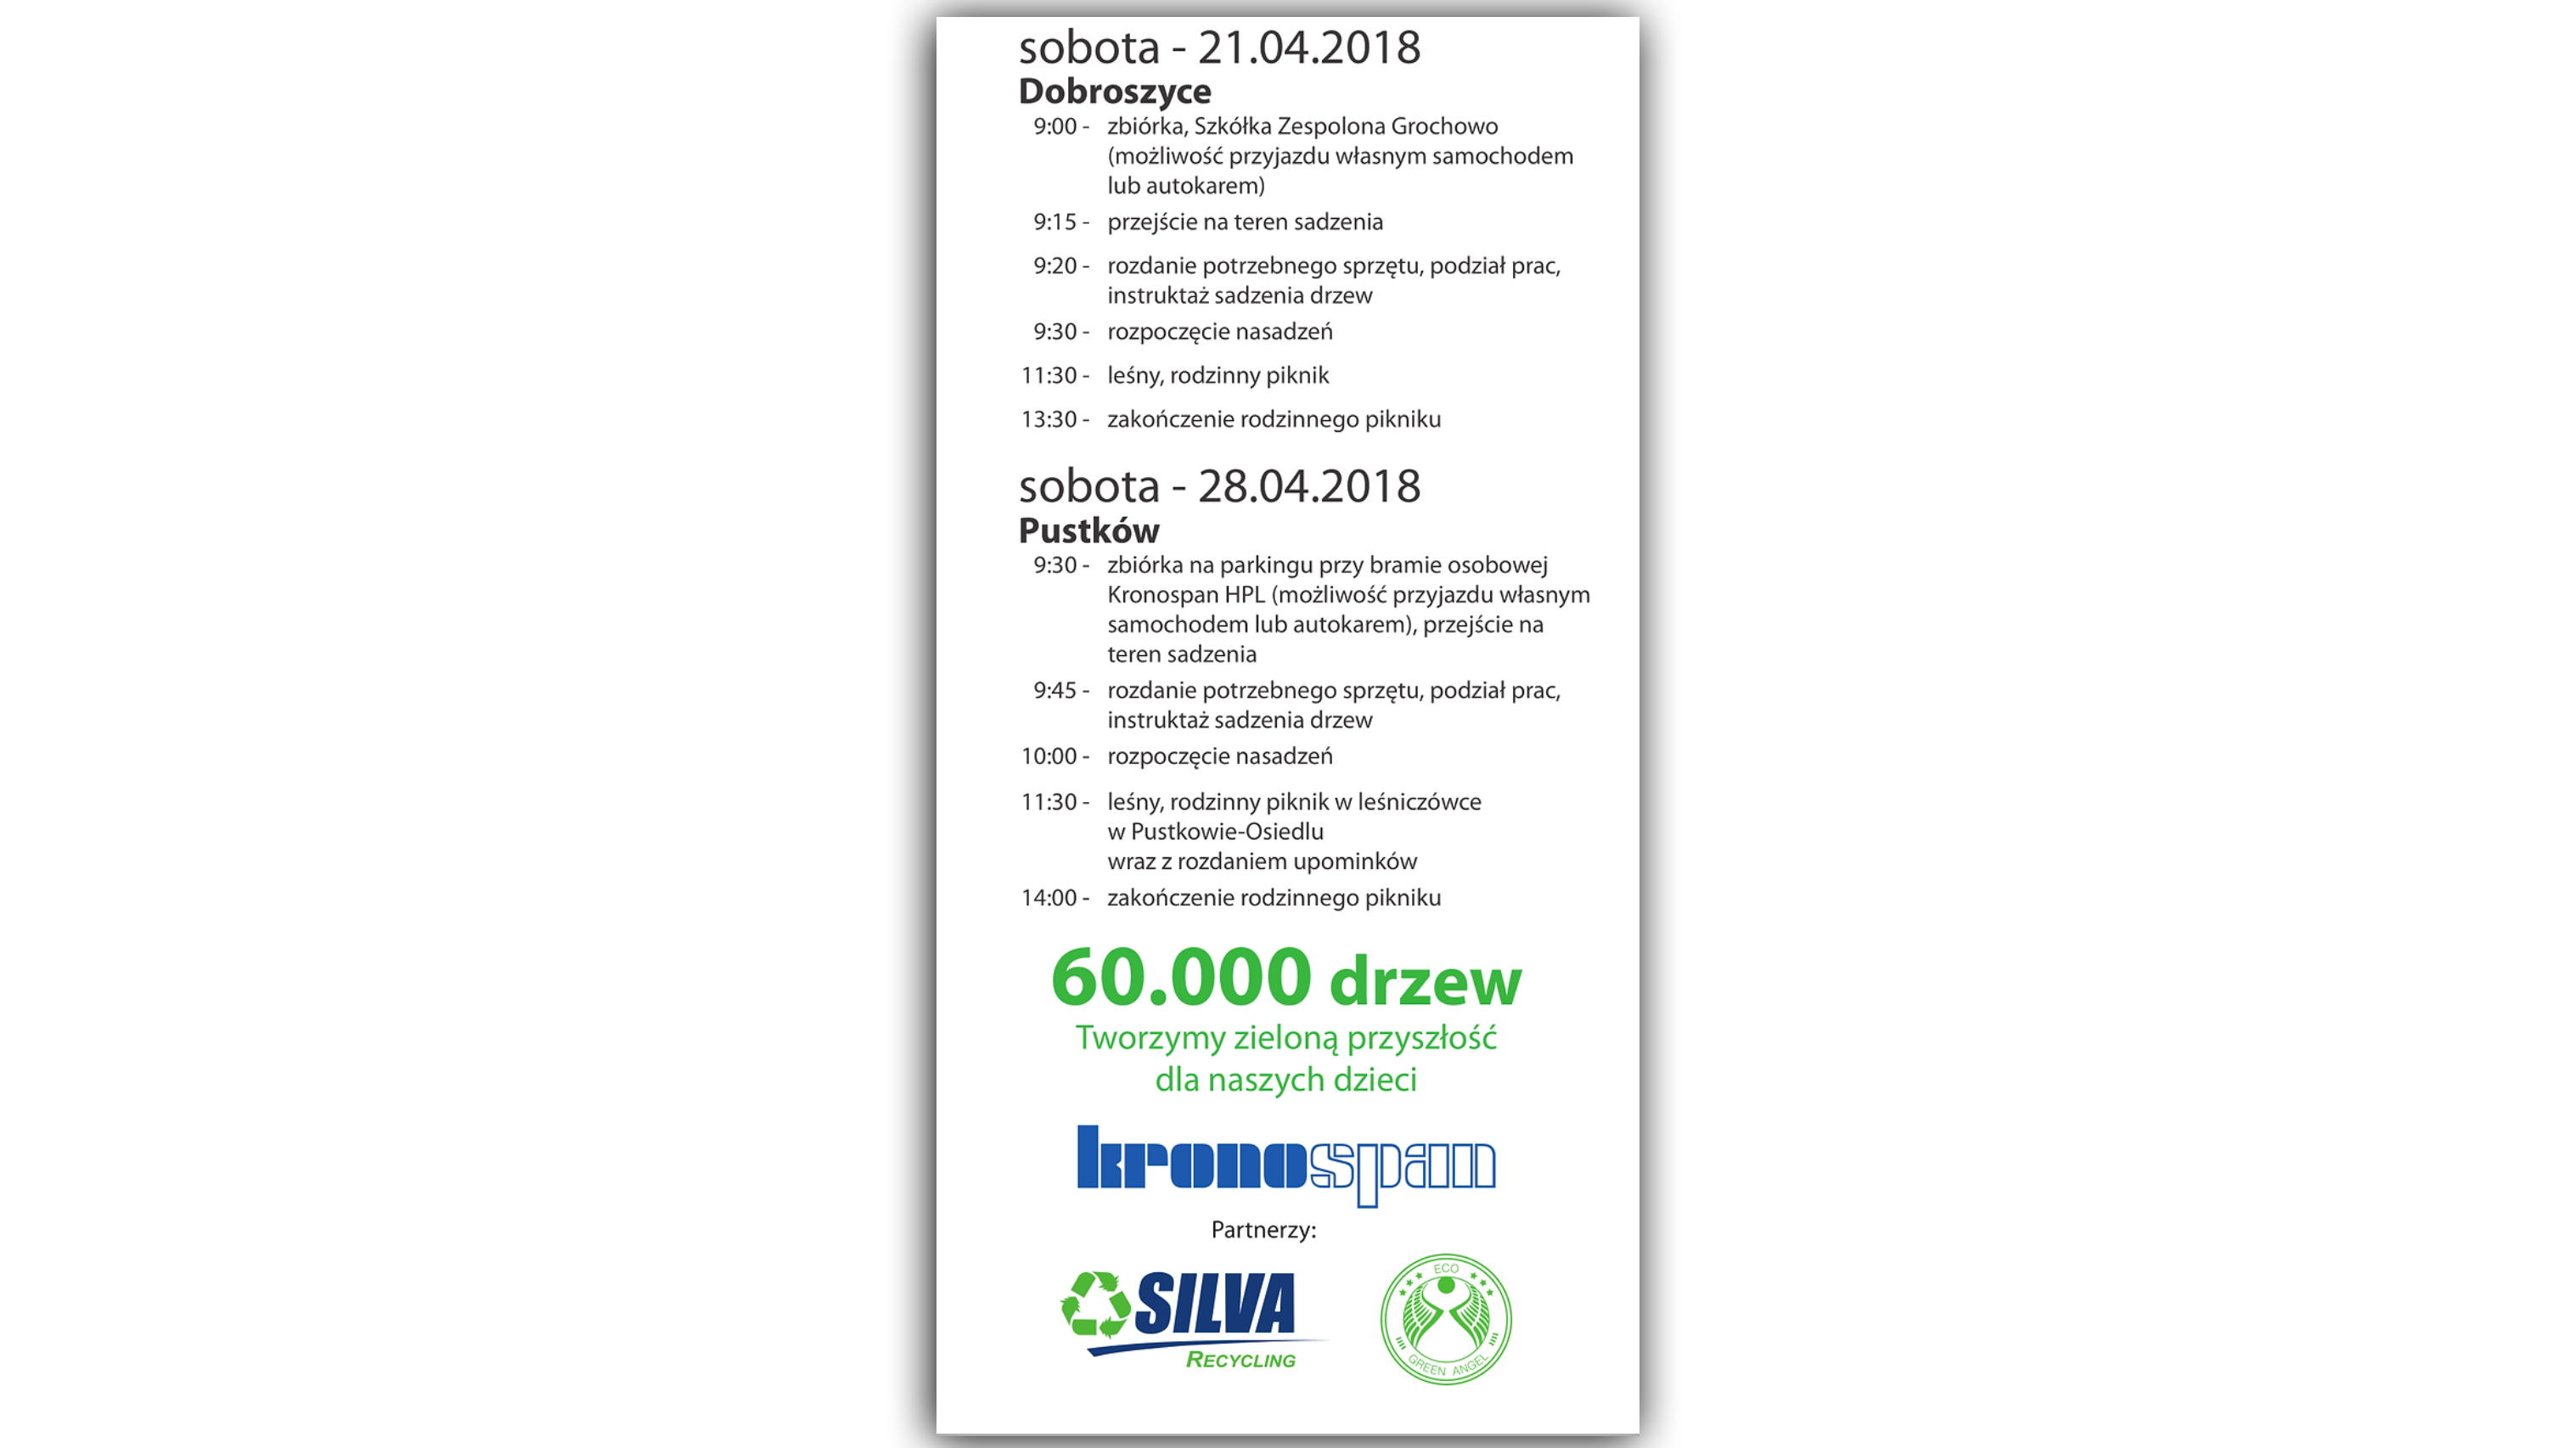 sobota - 21.04.2018
Dobroszyce
9:00 - zbiórka, Szkółka Zespolona Grochowo
(możliwość przyjazdu własnym samochodem
lub autokarem)
9:15 - przejście na teren sadzenia
9:20 - rozdanie potrzebnego sprzętu, podział prac,
instruktaż sadzenia drzew
9:30 - rozpoczęcie nasadzeń
11:30 - leśny, rodzinny piknik
13:30 - zakończenie rodzinnego pikniku
sobota - 28.04.2018
Pustków
9:30 - zbiórka na parkingu przy bramie osobowej
Kronospan HPL (możliwość przyjazdu własnym
samochodem lub autokarem), przejście na
teren sadzenia
9:45 - rozdanie potrzebnego sprzętu, podział prac,
instruktaż sadzenia drzew
10:00 - rozpoczęcie nasadzeń
11:30 - leśny, rodzinny piknik w leśniczówce
w Pustkowie-Osiedlu
wraz z rozdaniem upominków
14:00 - zakończenie rodzinnego pikniku
60.000 drzew
Tworzymy zieloną przyszłość
dla naszych dzieci
kronospan
Partnerzy:
SILVA
RECYCLING
ECO
GREEN ANGEL